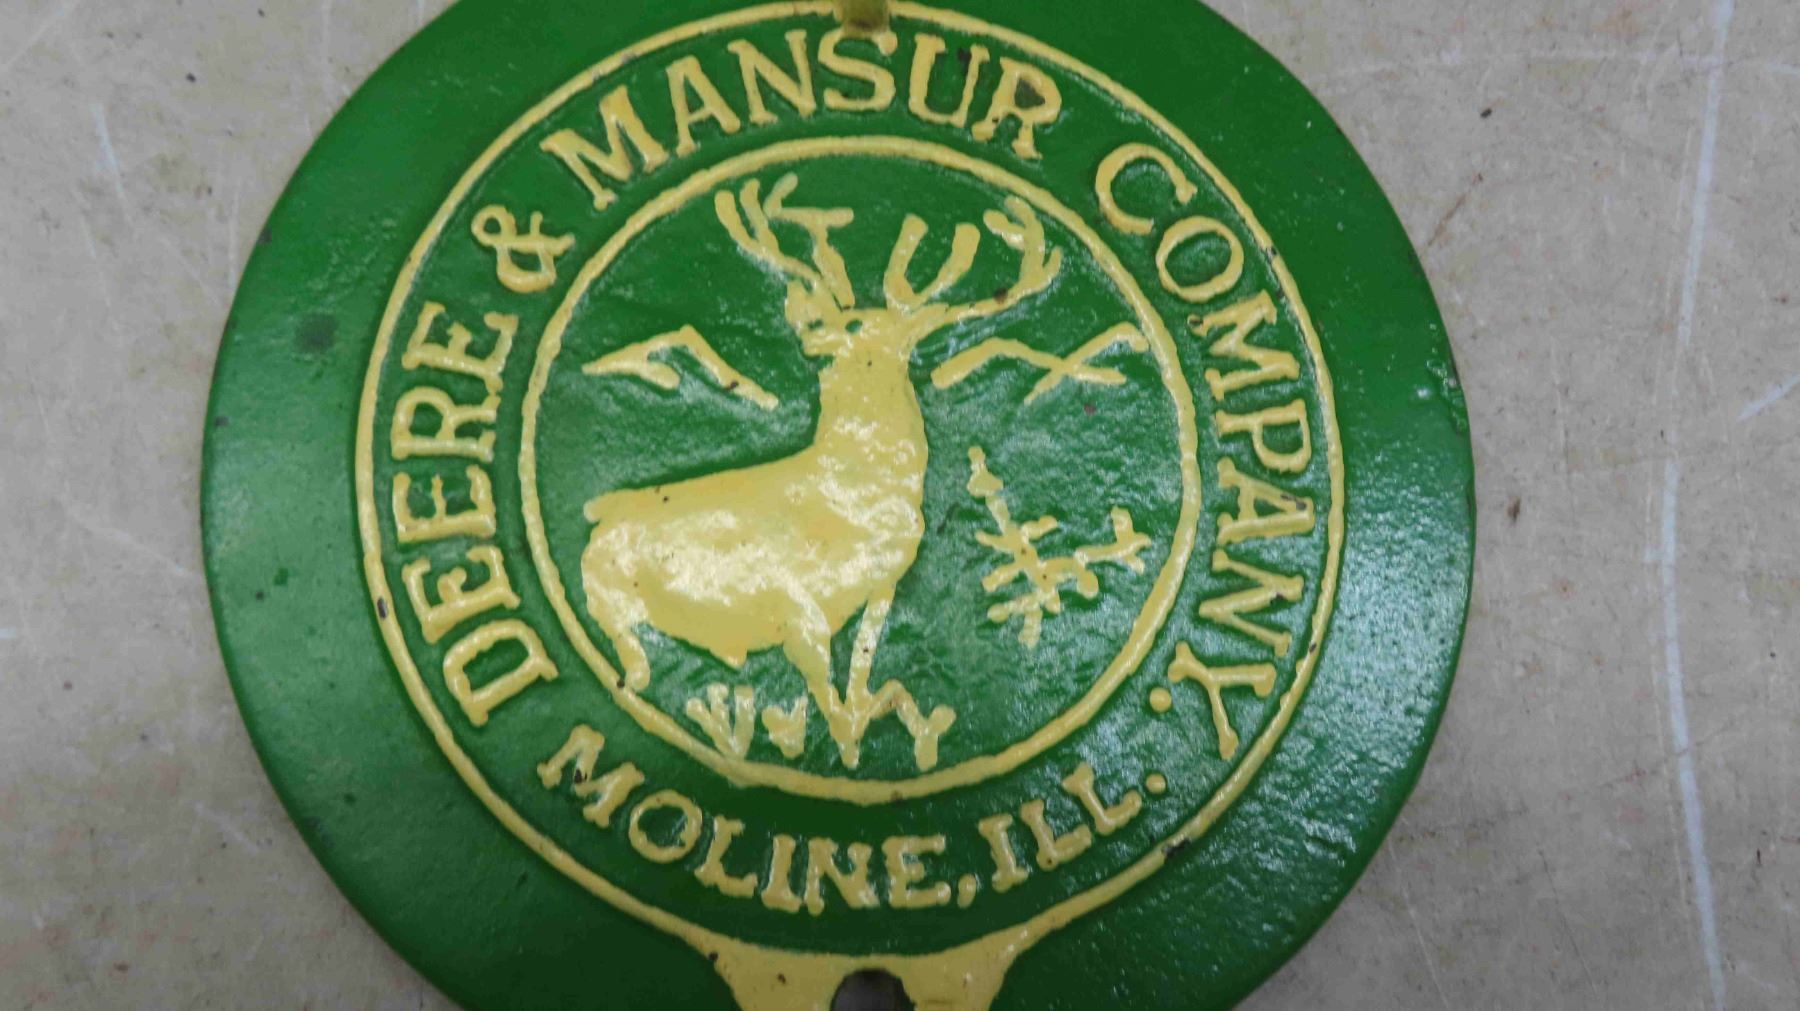 DEERE & MANSUR COMPANY.
MOLINE, ILL.